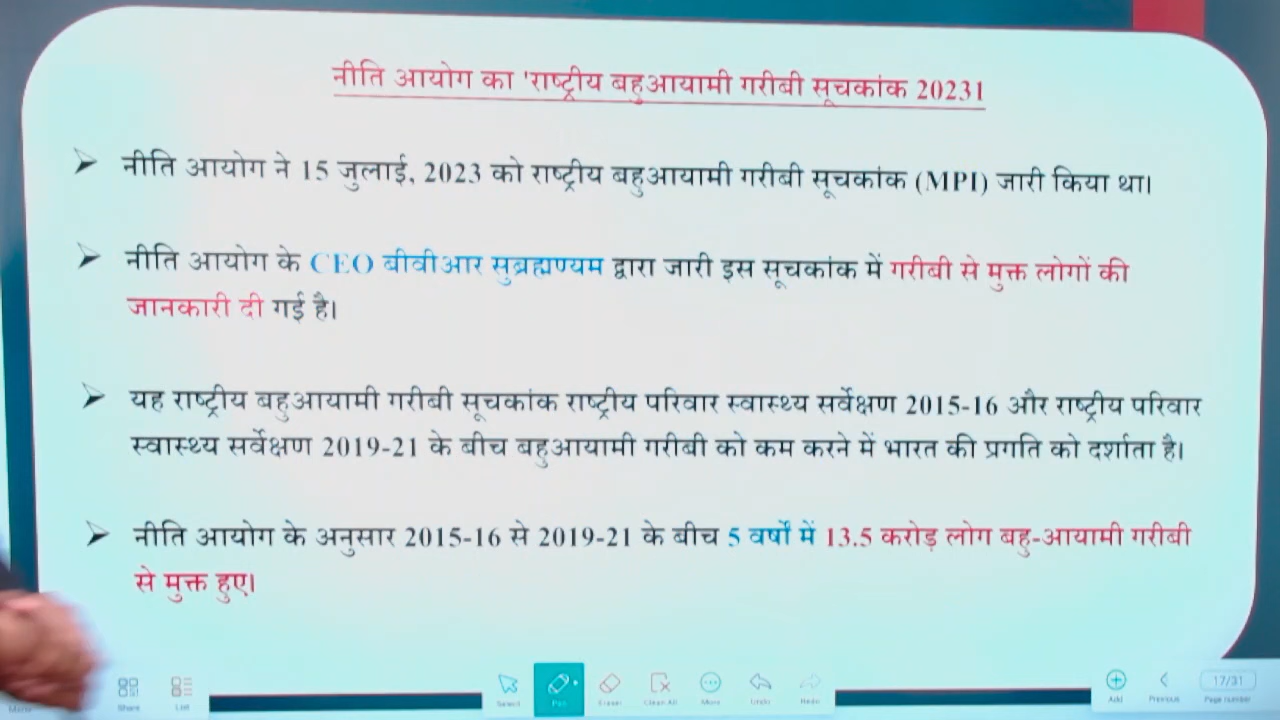 नीति आयोग का 'राष्ट्रीय बहुआयामी गरीबी सूचकांक 20231
नीति आयोग ने 15 जुलाई, 2023 को राष्ट्रीय बहुआयामी गरीबी सूचकांक (MPI) जारी किया था।
नीति आयोग के CEO बीवीआर सुब्रह्मण्यम द्वारा जारी इस सूचकांक में गरीबी से मुक्त लोगों की
जानकारी दी गई है।
यह राष्ट्रीय बहुआयामी गरीबी सूचकांक राष्ट्रीय परिवार स्वास्थ्य सर्वेक्षण 2015-16 और राष्ट्रीय परिवार
स्वास्थ्य सर्वेक्षण 2019-21 के बीच बहुआयामी गरीबी को कम करने में भारत की प्रगति को दर्शाता है।
नीति आयोग के अनुसार 2015-16 से 2019-21 के बीच 5 वर्षों में 13.5 करोड़ लोग बहु-आयामी गरीबी
से मुक्त हुए।
Share List Select Pen Eraser Clean All More Undo Redo Add Previous 17/31 Page number